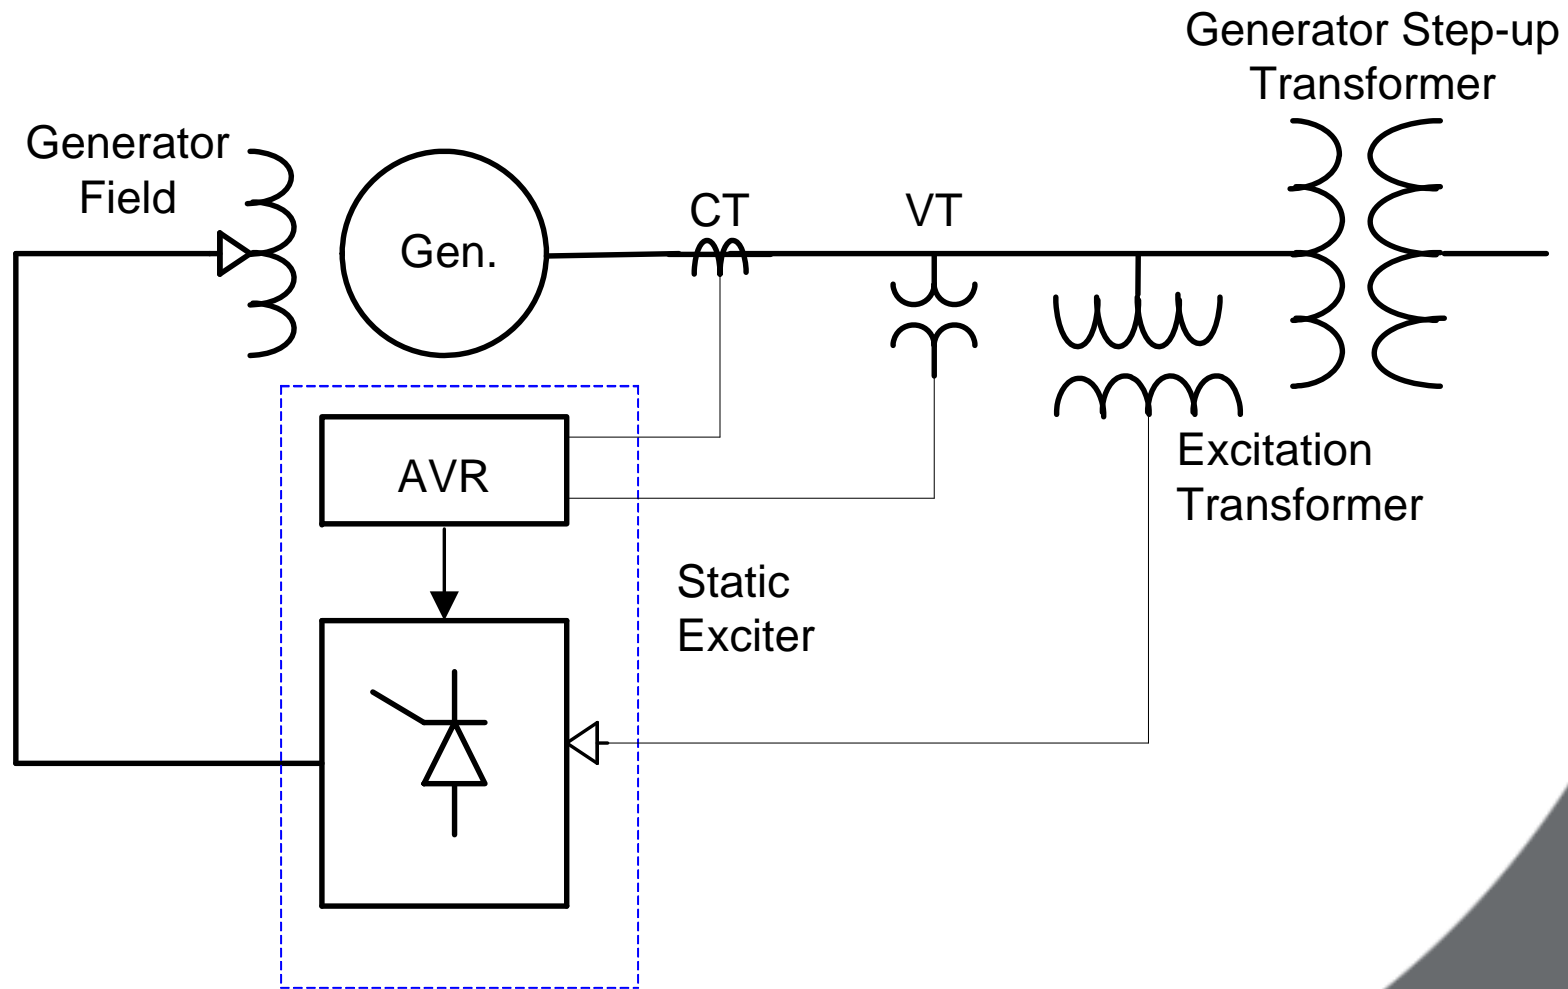 Generator Step-up
Transformer
Generator
Field
Gen.
CT
VT
AVR
Excitation
Transformer
Static
Exciter